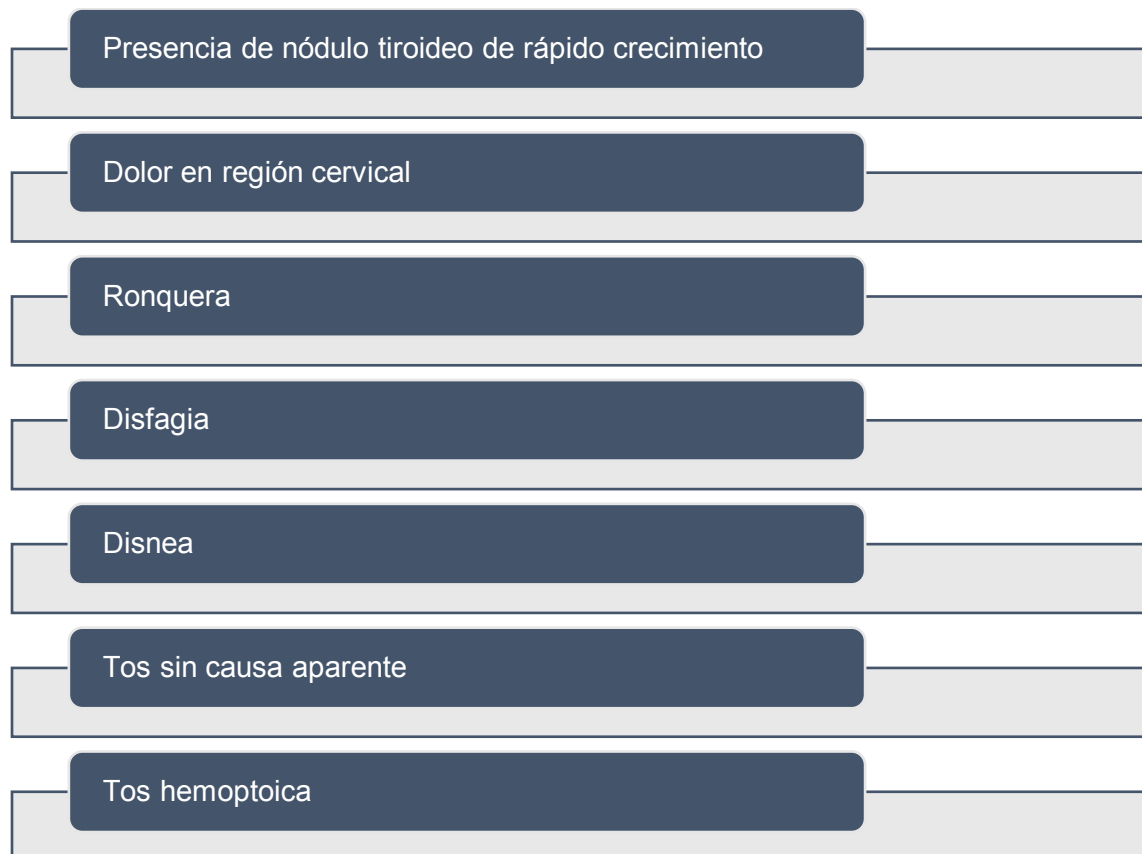 Presencia de nódulo tiroideo de rápido crecimiento
Dolor en región cervical
Ronquera
Disfagia
Disnea
Tos sin causa aparente
Tos hemoptoica